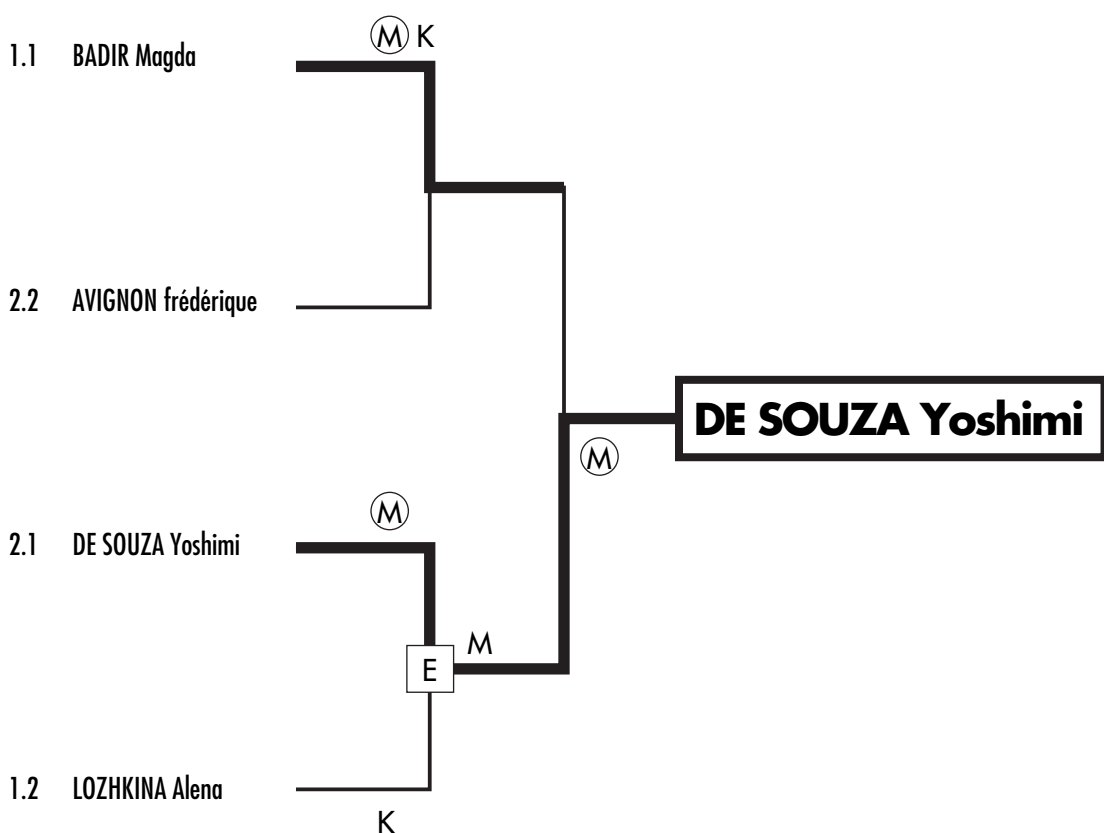 Ⓜ K
1.1 BADIR Magda
2.2 AVIGNON frédérique
DE SOUZA Yoshimi
Ⓜ
Ⓜ
2.1 DE SOUZA Yoshimi
M
E
1.2 LOZHKINA Alena
K